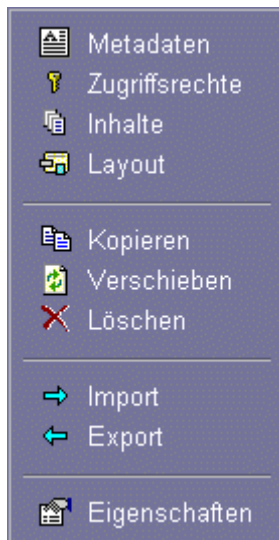 Metadaten
Zugriffsrechte
Inhalte
Layout
Kopieren
Verschieben
Löschen
Import
Export
Eigenschaften